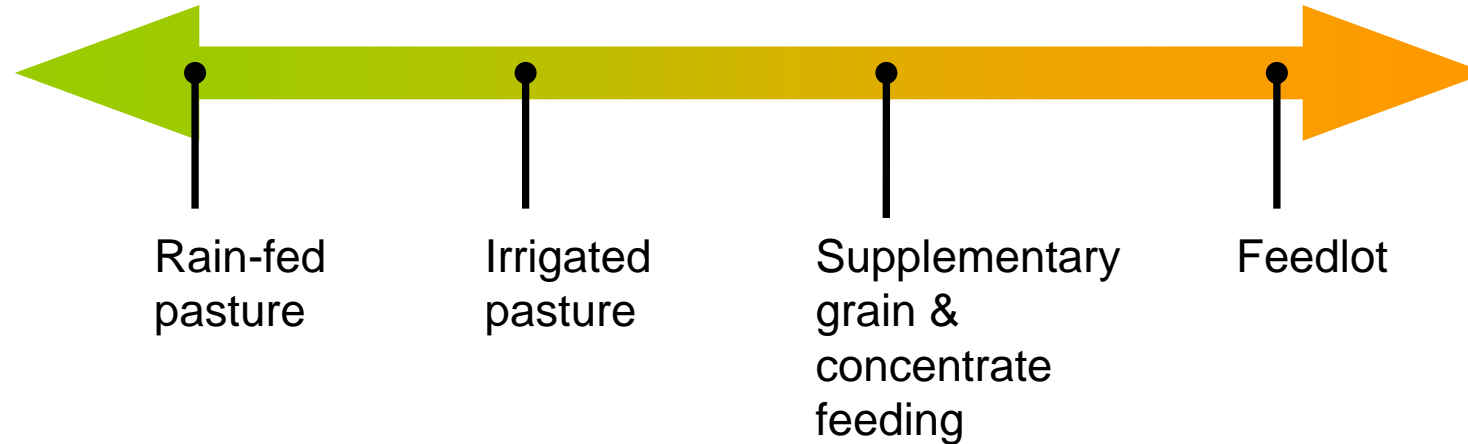 Rain-fed
pasture
Irrigated
pasture
Supplementary
grain &
concentrate
feeding
Feedlot